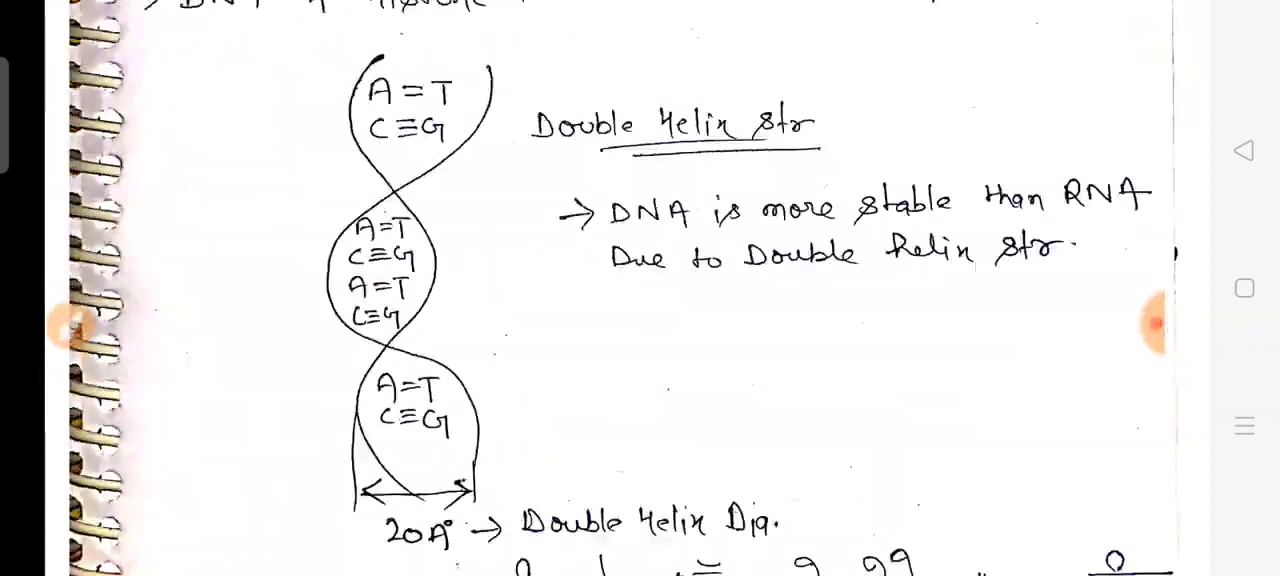 A = T
C ≡ G
Double Helix Str
A = T
C ≡ G
A = T
C ≡ G
→ DNA is more stable than RNA
Due to Double helix str.
A = T
C ≡ G
20A° → Double Helix Dia.